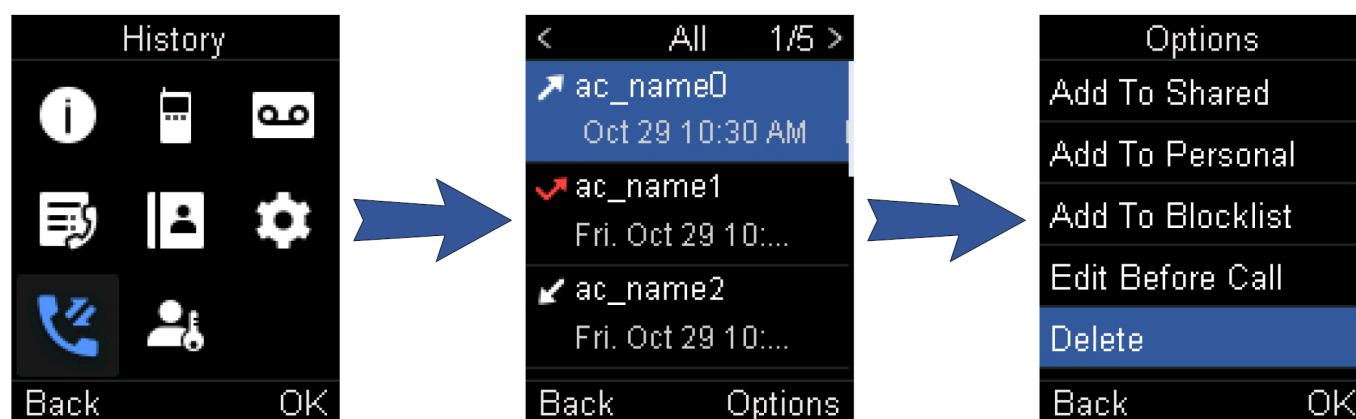 History
Back OK
< All 1/5 >
ac_name0
Oct 29 10:30 AM
ac_name1
Fri. Oct 29 10:...
ac_name2
Fri. Oct 29 10:...
Back Options
Options
Add To Shared
Add To Personal
Add To Blocklist
Edit Before Call
Delete
Back OK